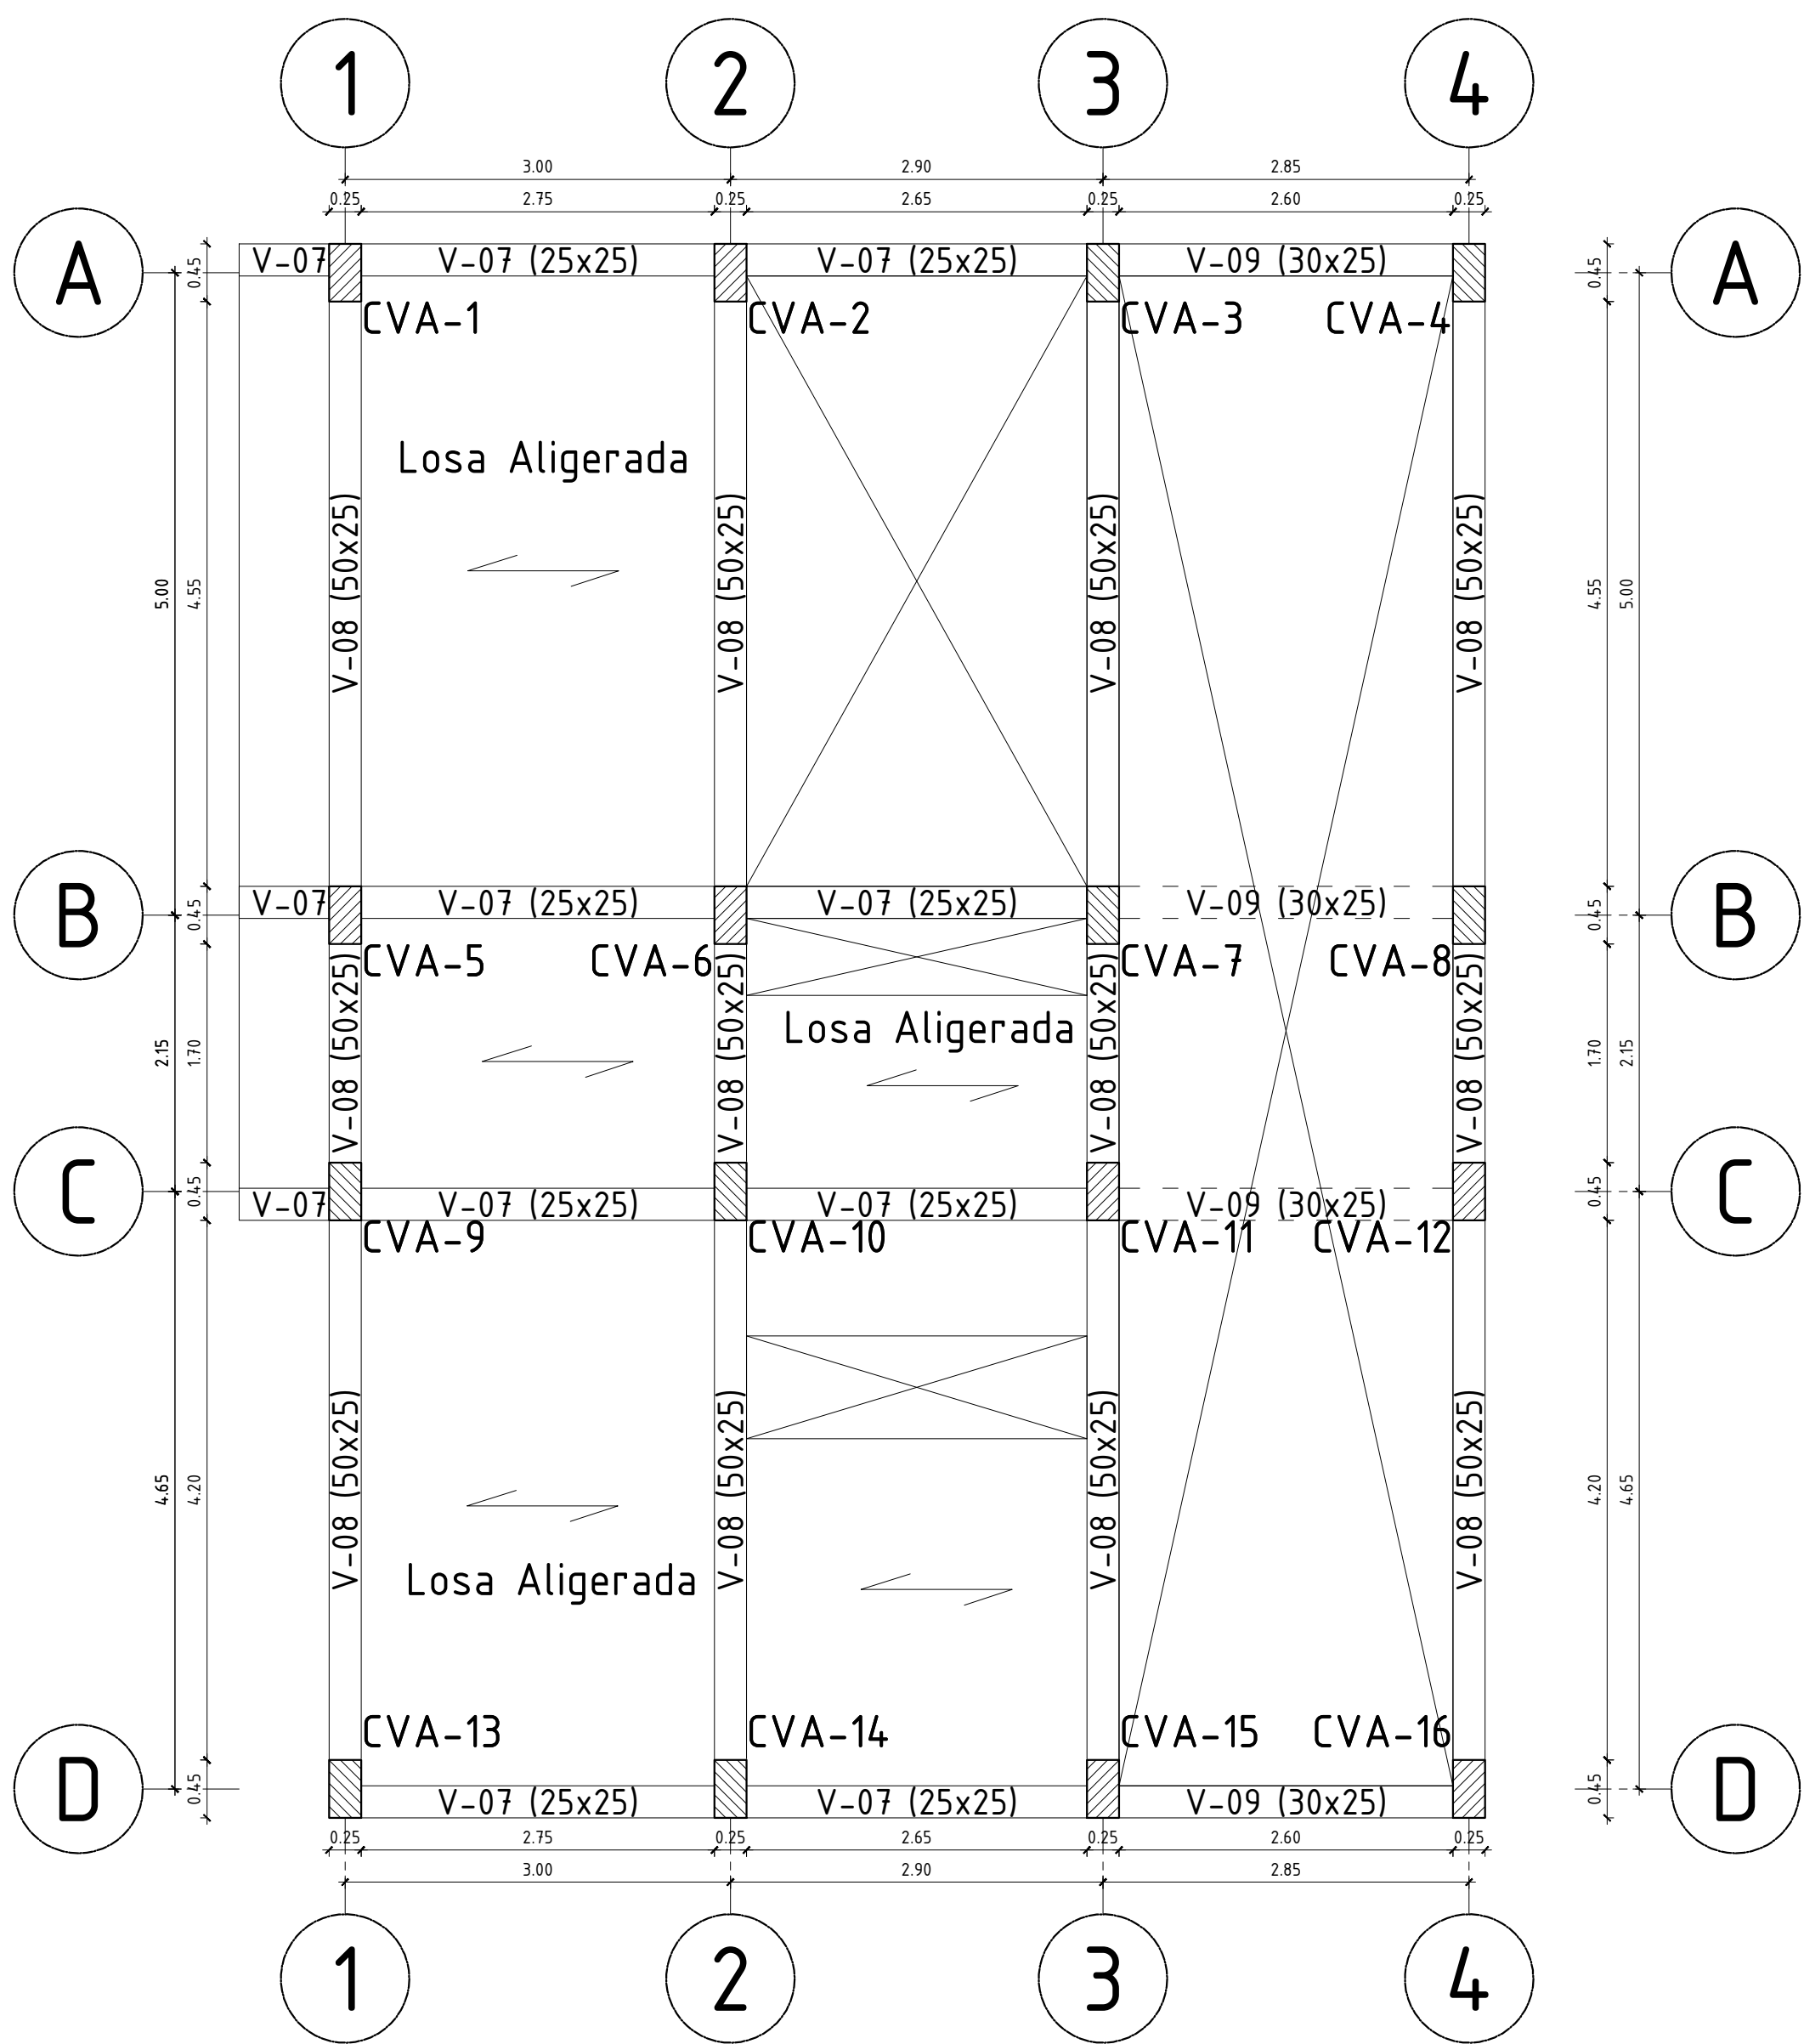 1 2 3 4
3.00 2.90 2.85
0.25 2.75 0.25 2.65 0.25 2.60 0.25
A 0.45 V-07 V-07 (25x25) V-07 (25x25) V-09 (30x25) 0.45 A
CVA-1 CVA-2 CVA-3 CVA-4
Losa Aligerada
V-08 (50x25) V-08 (50x25) V-08 (50x25) V-08 (50x25)
5.00 4.55 4.55 5.00
B 0.45 V-07 V-07 (25x25) V-07 (25x25) V-09 (30x25) 0.45 B
CVA-5 CVA-6 CVA-7 CVA-8
Losa Aligerada
V-08 (50x25) V-08 (50x25) V-08 (50x25) V-08 (50x25)
2.15 1.70 1.70 2.15
C 0.45 V-07 V-07 (25x25) V-07 (25x25) V-09 (30x25) 0.45 C
CVA-9 CVA-10 CVA-11 CVA-12
V-08 (50x25) V-08 (50x25) V-08 (50x25) V-08 (50x25)
4.65 4.20 4.20 4.65
Losa Aligerada
CVA-13 CVA-14 CVA-15 CVA-16
D 0.45 V-07 (25x25) V-07 (25x25) V-09 (30x25) 0.45 D
0.25 2.75 0.25 2.65 0.25 2.60 0.25
3.00 2.90 2.85
1 2 3 4